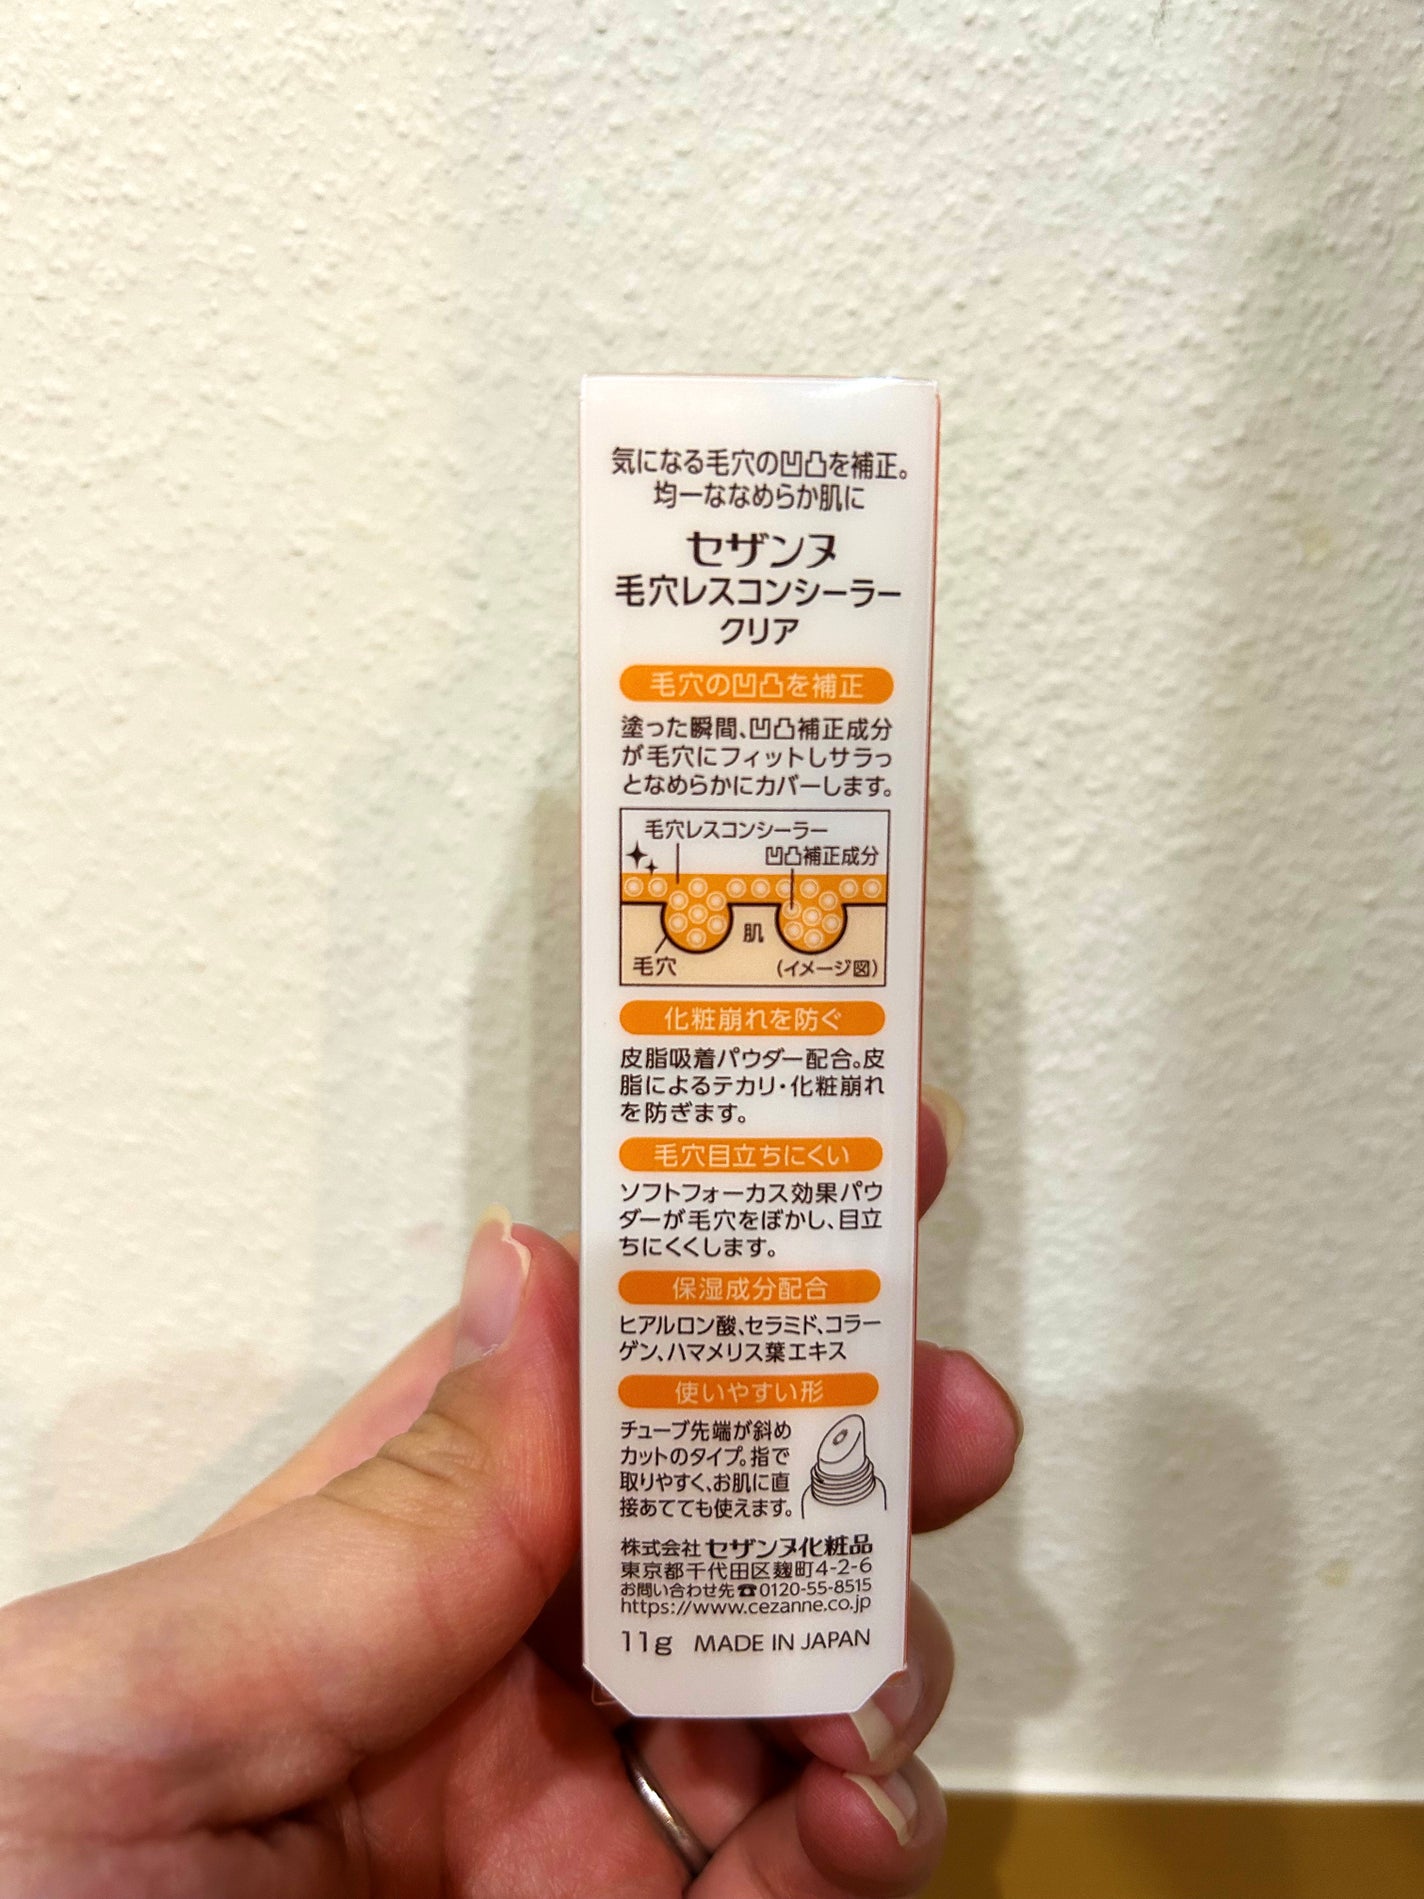 気になる毛穴の凹凸を補正。
均一ななめらか肌に
セザンヌ
毛穴レスコンシーラー
クリア
毛穴の凹凸を補正
塗った瞬間、凹凸補正成分
が毛穴にフィットしサラっ
となめらかにカバーします。
毛穴レスコンシーラー
凹凸補正成分
肌
毛穴
(イメージ図)
化粧崩れを防ぐ
皮脂吸着パウダー配合。皮
脂によるテカリ・化粧崩れ
を防ぎます。
毛穴目立ちにくい
ソフトフォーカス効果パウ
ダーが毛穴をぼかし、目立
ちにくくします。
保湿成分配合
ヒアルロン酸、セラミド、コラー
ゲン、ハマメリス葉エキス
使いやすい形
チューブ先端が斜め
カットのタイプ。指で
取りやすく、お肌に直
接あてても使えます。
株式会社 セザンヌ化粧品
東京都千代田区麹町4-2-6
お問い合わせ先☎0120-55-8515
https://www.cezanne.co.jp
11g MADE IN JAPAN